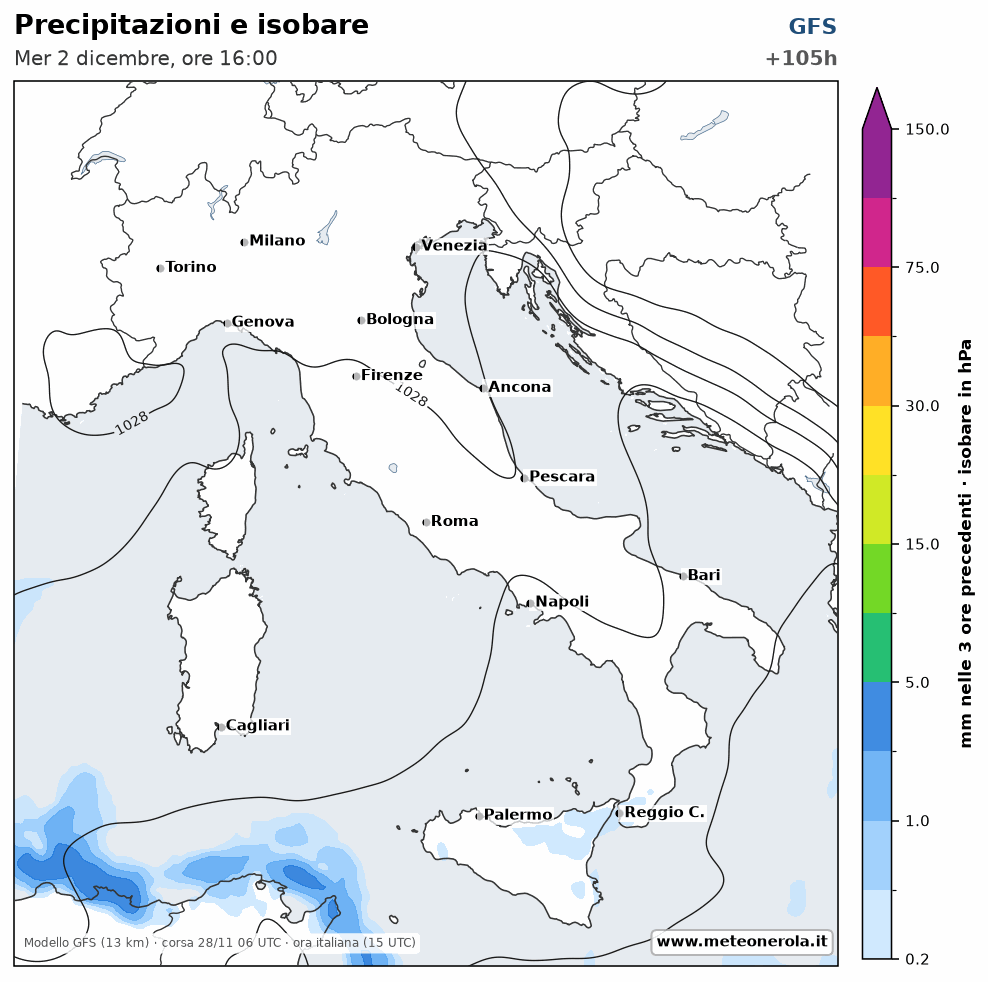 Precipitazioni e isobare
GFS
Mer 2 dicembre, ore 16:00
+105h
Milano
Venezia
Torino
Genova
Bologna
Firenze
Ancona
1028
1028
Pescara
Roma
Bari
Napoli
Cagliari
Palermo
Reggio C.
150.0
75.0
30.0
15.0
5.0
1.0
0.2
mm nelle 3 ore precedenti · isobare in hPa
Modello GFS (13 km) · corsa 28/11 06 UTC · ora italiana (15 UTC)
www.meteonerola.it